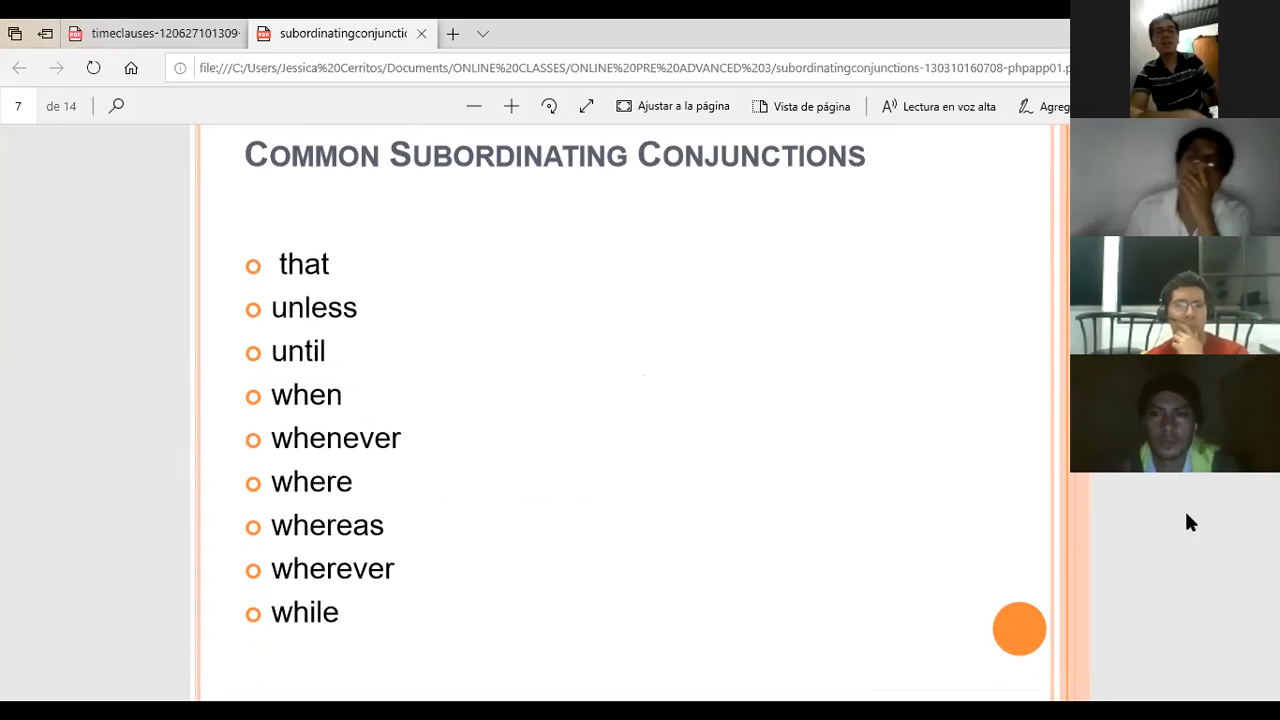 timeclauses-120627101309-
subordinatingconjuncti
file:///C:/Users/Jessica%20Cerritos/Documents/ONLINE%20CLASSES/ONLINE%20PRE%20ADVANCED%203/subordinatingconjunctions-130310160708-phpapp01.p
7 de 14 Ajustar a la página Vista de página Lectura en voz alta Agreg
COMMON SUBORDINATING CONJUNCTIONS
that
unless
until
when
whenever
where
whereas
wherever
while